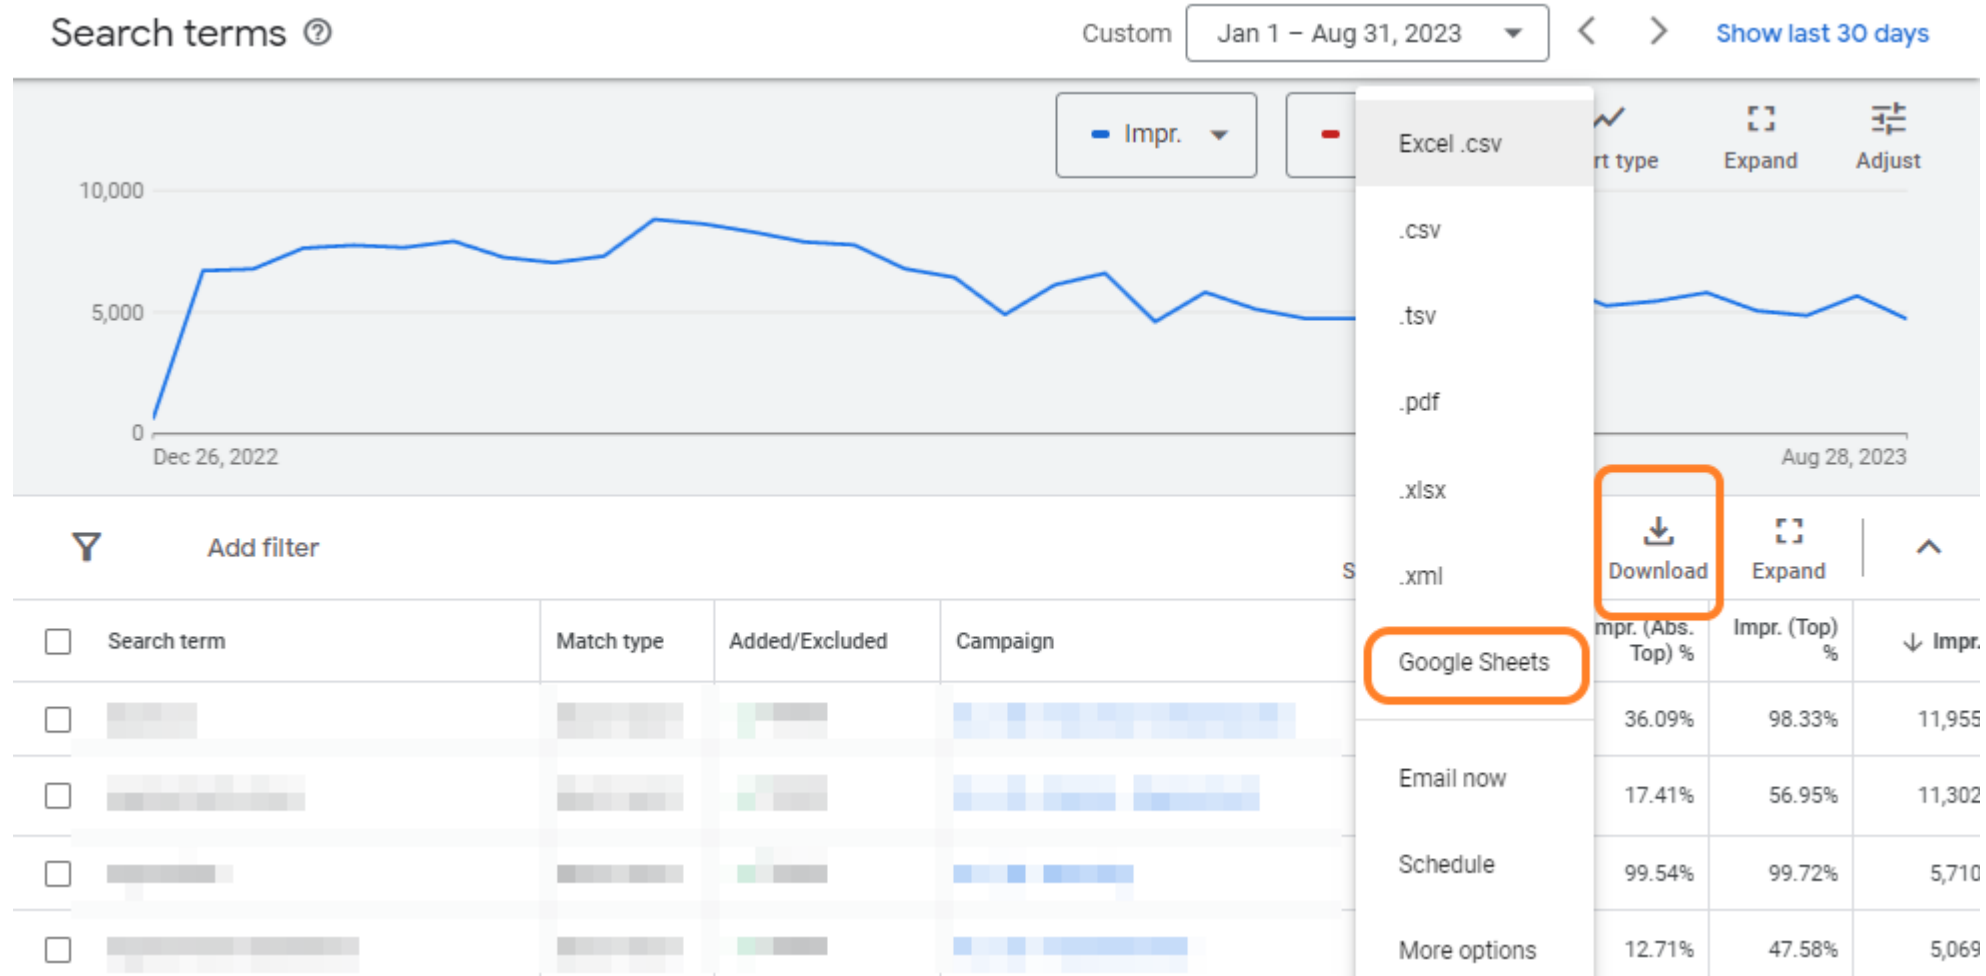 Search terms
Custom
Jan 1 – Aug 31, 2023
Show last 30 days
Impr.
Expand
Adjust
rt type
10,000
5,000
0
Dec 26, 2022
Aug 28, 2023
Excel .csv
.csv
.tsv
.pdf
.xlsx
.xml
Google Sheets
Email now
Schedule
More options
Add filter
S
Download
Expand
Search term
Match type
Added/Excluded
Campaign
mpr. (Abs.
Top) %
Impr. (Top)
%
Impr.
36.09%
98.33%
11,955
17.41%
56.95%
11,302
99.54%
99.72%
5,710
12.71%
47.58%
5,069